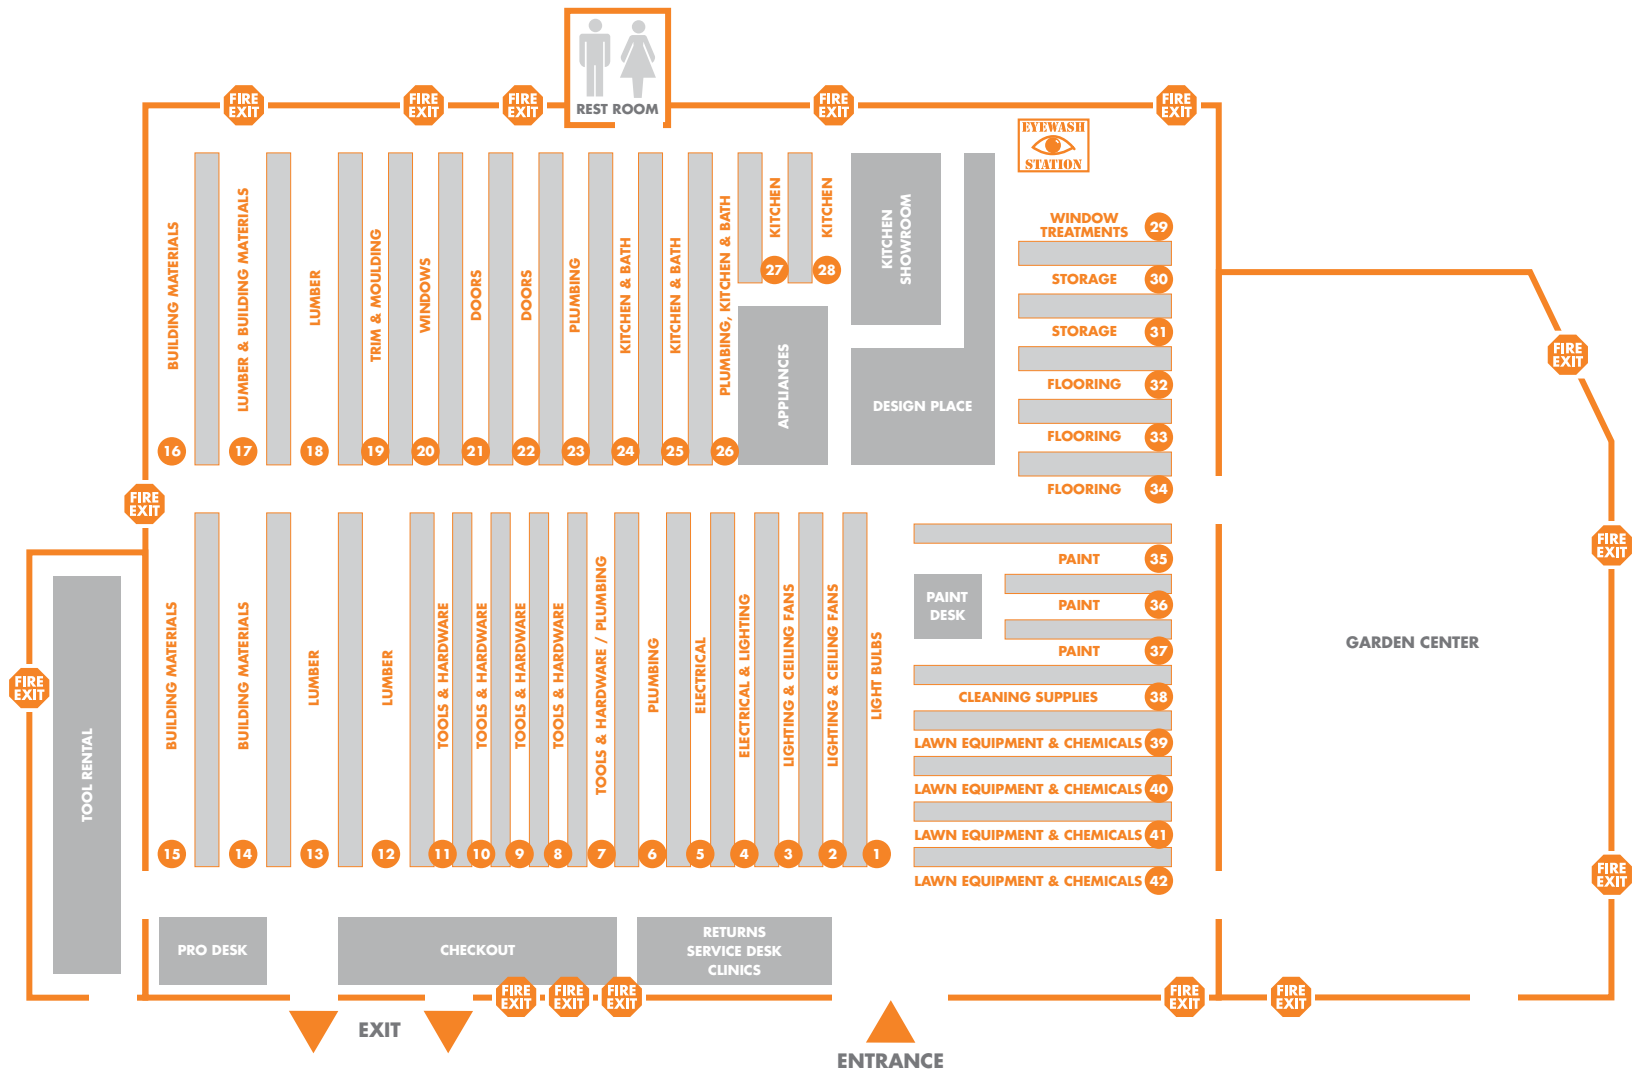 REST ROOM
FIRE
EXIT
FIRE
EXIT
FIRE
EXIT
FIRE
EXIT
FIRE
EXIT
EYEWASH
STATION
BUILDING MATERIALS
16
LUMBER & BUILDING MATERIALS
17
LUMBER
18
TRIM & MOULDING
19
WINDOWS
20
DOORS
21
DOORS
22
PLUMBING
23
KITCHEN & BATH
24
KITCHEN & BATH
25
PLUMBING, KITCHEN & BATH
26
KITCHEN
27
KITCHEN
28
APPLIANCES
KITCHEN
SHOWROOM
DESIGN PLACE
WINDOW
TREATMENTS
29
STORAGE 30
STORAGE 31
FLOORING 32
FLOORING 33
FLOORING 34
FIRE
EXIT
FIRE
EXIT
FIRE
EXIT
FIRE
EXIT
TOOL RENTAL
BUILDING MATERIALS
15
BUILDING MATERIALS
14
LUMBER
13
LUMBER
12
TOOLS & HARDWARE
11
TOOLS & HARDWARE
10
TOOLS & HARDWARE
9
TOOLS & HARDWARE
8
TOOLS & HARDWARE / PLUMBING
7
PLUMBING
6
ELECTRICAL
5
ELECTRICAL & LIGHTING
4
LIGHTING & CEILING FANS
3
LIGHTING & CEILING FANS
2
LIGHT BULBS
1
PAINT 35
PAINT
DESK
PAINT 36
PAINT 37
CLEANING SUPPLIES 38
LAWN EQUIPMENT & CHEMICALS 39
LAWN EQUIPMENT & CHEMICALS 40
LAWN EQUIPMENT & CHEMICALS 41
LAWN EQUIPMENT & CHEMICALS 42
GARDEN CENTER
FIRE
EXIT
PRO DESK
CHECKOUT
RETURNS
SERVICE DESK
CLINICS
FIRE
EXIT
FIRE
EXIT
FIRE
EXIT
FIRE
EXIT
FIRE
EXIT
EXIT
ENTRANCE